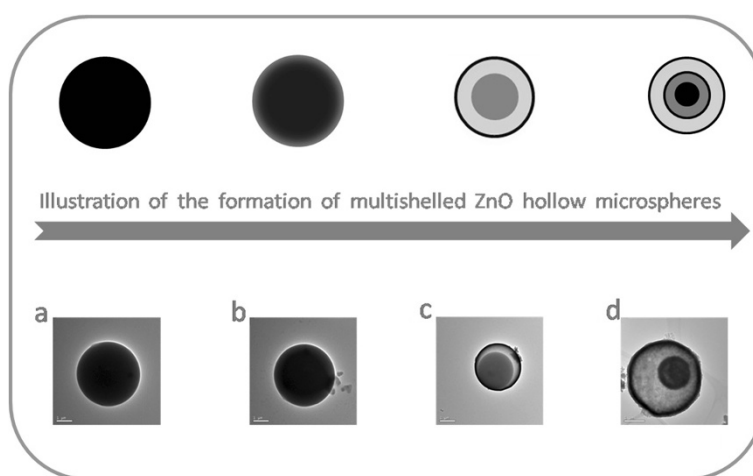 Illustration of the formation of multishelled ZnO hollow microspheres
a b c d